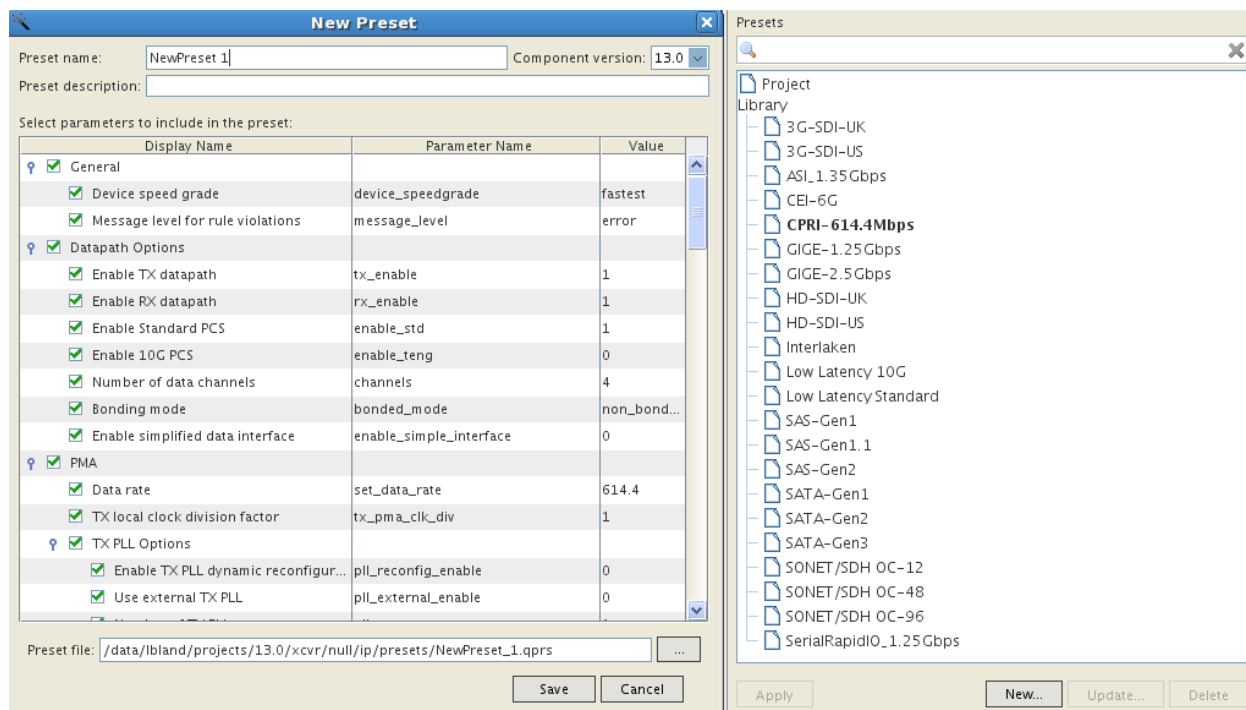 New Preset
Preset name: NewPreset 1 Component version: 13.0
Preset description:
Select parameters to include in the preset:
Display Name Parameter Name Value
General
Device speed grade device_speedgrade fastest
Message level for rule violations message_level error
Datapath Options
Enable TX datapath tx_enable 1
Enable RX datapath rx_enable 1
Enable Standard PCS enable_std 1
Enable 10G PCS enable_teng 0
Number of data channels channels 4
Bonding mode bonded_mode non_bond...
Enable simplified data interface enable_simple_interface 0
PMA
Data rate set_data_rate 614.4
TX local clock division factor tx_pma_clk_div 1
TX PLL Options
Enable TX PLL dynamic reconfigur... pll_reconfig_enable 0
Use external TX PLL pll_external_enable 0
Preset file: /data/lbland/projects/13.0/xcvr/null/ip/presets/NewPreset_1.qprs ...
Save Cancel
Presets
Project
Library
3G-SDI-UK
3G-SDI-US
ASI_1.35Gbps
CEI-6G
CPRI-614.4Mbps
GIGE-1.25Gbps
GIGE-2.5Gbps
HD-SDI-UK
HD-SDI-US
Interlaken
Low Latency 10G
Low Latency Standard
SAS-Gen1
SAS-Gen1.1
SAS-Gen2
SATA-Gen1
SATA-Gen2
SATA-Gen3
SONET/SDH OC-12
SONET/SDH OC-48
SONET/SDH OC-96
SerialRapidIO_1.25Gbps
Apply New... Update... Delete